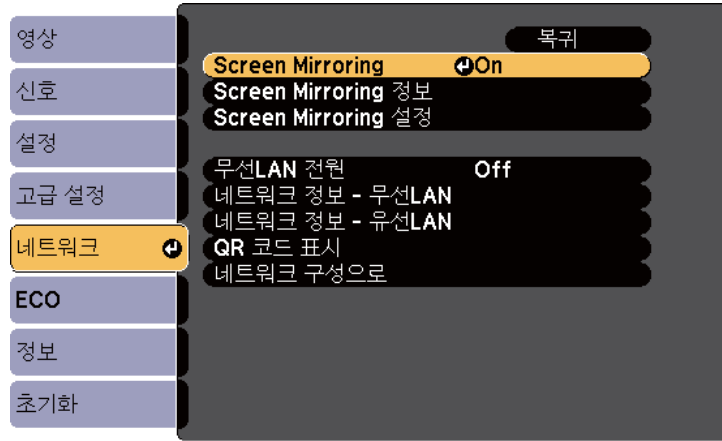 영상
신호
설정
고급 설정
네트워크
ECO
정보
초기화
복귀
Screen Mirroring On
Screen Mirroring 정보
Screen Mirroring 설정
무선LAN 전원 Off
네트워크 정보 - 무선LAN
네트워크 정보 - 유선LAN
QR 코드 표시
네트워크 구성으로